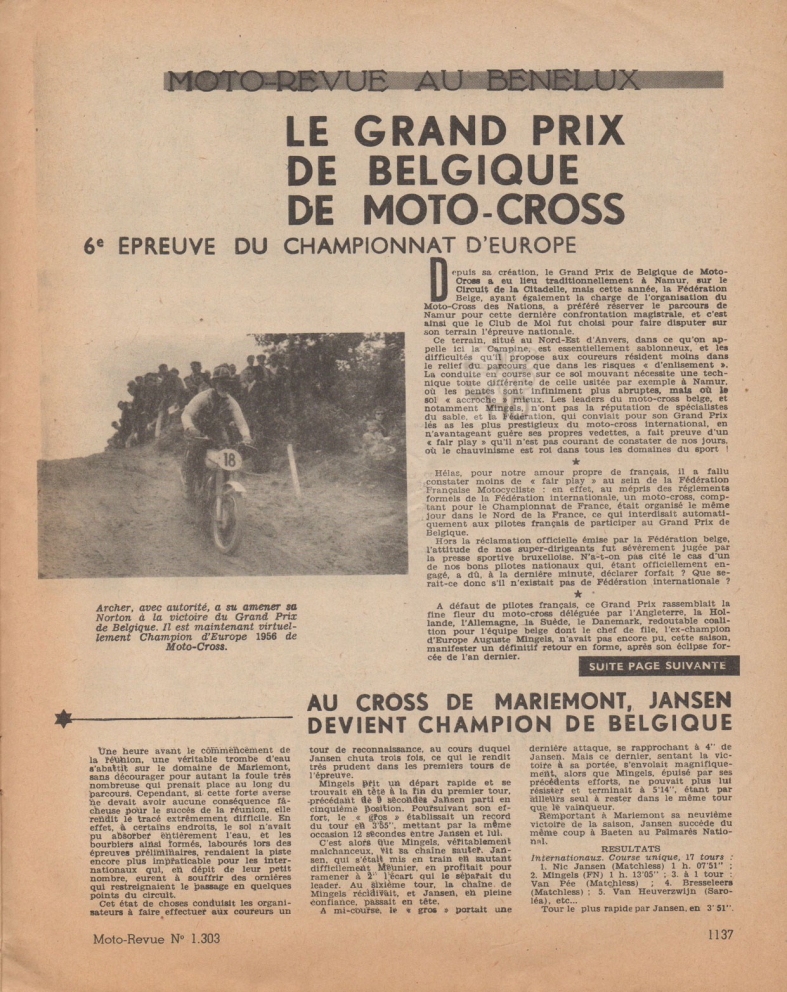 MOTO-REVUE AU BENELUX
LE GRAND PRIX
DE BELGIQUE
DE MOTO-CROSS
6e EPREUVE DU CHAMPIONNAT D'EUROPE
Depuis sa création, le Grand Prix de Belgique de Moto-
Cross a eu lieu traditionnellement à Namur, sur le
Circuit de la Citadelle, mais cette année, la Fédération
Belge, ayant également la charge de l'organisation du
Moto-Cross des Nations, a préféré réserver le parcours de
Namur pour cette dernière confrontation magistrale, et c'est
ainsi que le Club de Mol fut choisi pour faire disputer sur
son terrain l'épreuve nationale.
Ce terrain, situé au Nord-Est d'Anvers, dans ce qu'on ap-
pelle ici la Campine, est essentiellement sablonneux, et les
difficultés qu'il propose aux coureurs résident moins dans
le relief du parcours que dans les risques « d'enlisement ».
La conduite en course sur ce sol mouvant nécessite une tech-
nique toute différente de celle usitée par exemple à Namur,
où les pentes sont infiniment plus abruptes, mais où le
sol « accroche » mieux. Les leaders du moto-cross belge, et
notamment Mingels, n'ont pas la réputation de spécialistes
du sable, et la Fédération, qui conviait pour son Grand Prix
les as les plus prestigieux du moto-cross international, en
n'avantageant guère ses propres vedettes, a fait preuve d'un
« fair play » qu'il n'est pas courant de constater de nos jours,
où le chauvinisme est roi dans tous les domaines du sport !
★
Hélas, pour notre amour propre de français, il a fallu
constater moins de « fair play » au sein de la Fédération
Française Motocycliste : en effet, au mépris des règlements
formels de la Fédération internationale, un moto-cross, comp-
tant pour le Championnat de France, était organisé le même
jour dans le Nord de la France, ce qui interdisait automati-
quement aux pilotes français de participer au Grand Prix de
Belgique.
Hors la réclamation officielle émise par la Fédération belge,
l'attitude de nos super-dirigeants fut sévèrement jugée par
la presse sportive bruxelloise. N'a-t-on pas cité le cas d'un
de nos bons pilotes nationaux qui, étant officiellement en-
gagé, a dû, à la dernière minute, déclarer forfait ? Que se-
rait-ce donc s'il n'existait pas de Fédération internationale ?
★
A défaut de pilotes français, ce Grand Prix rassemblait la
fine fleur du moto-cross déléguée par l'Angleterre, la Hol-
lande, l'Allemagne, la Suède, le Danemark, redoutable coali-
tion pour l'équipe belge dont le chef de file, l'ex-champion
d'Europe Auguste Mingels, n'avait pas encore pu, cette saison,
manifester un définitif retour en forme, après son éclipse for-
cée de l'an dernier.
SUITE PAGE SUIVANTE
18
Archer, avec autorité, a su amener sa
Norton à la victoire du Grand Prix
de Belgique. Il est maintenant virtuel-
lement Champion d'Europe 1956 de
Moto-Cross.
AU CROSS DE MARIEMONT, JANSEN
DEVIENT CHAMPION DE BELGIQUE
Une heure avant le commencement de
la réunion, une véritable trombe d'eau
s'abattit sur le domaine de Mariemont,
sans décourager pour autant la foule très
nombreuse qui prenait place au long du
parcours. Cependant, si cette forte averse
ne devait avoir aucune conséquence fâ-
cheuse pour le succès de la réunion, elle
rendit le tracé extrêmement difficile. En
effet, à certains endroits, le sol n'avait
pu absorber entièrement l'eau, et les
bourbiers ainsi formés, labourés lors des
épreuves préliminaires, rendaient la piste
encore plus impraticable pour les inter-
nationaux qui, en dépit de leur petit
nombre, eurent à souffrir des ornières
qui restreignaient le passage en quelques
points du circuit.
Cet état de choses conduisit les organi-
sateurs à faire effectuer aux coureurs un
tour de reconnaissance, au cours duquel
Jansen chuta trois fois, ce qui le rendit
très prudent dans les premiers tours de
l'épreuve.
Mingels prit un départ rapide et se
trouvait en tête à la fin du premier tour,
précédant de 9 secondes Jansen parti en
cinquième position. Poursuivant son ef-
fort, le « gros » établissait un record
du tour en 3'55", mettant par la même
occasion 12 secondes entre Jansen et lui.
C'est alors que Mingels, véritablement
malchanceux, vit sa chaîne sauter. Jan-
sen, qui s'était mis en train en sautant
difficilement Meunier, en profitait pour
ramener à 2" l'écart qui le séparait du
leader. Au sixième tour, la chaîne de
Mingels récidivait, et Jansen, en pleine
confiance, passait en tête.
A mi-course, le « gros » portait une
dernière attaque, se rapprochant à 4" de
Jansen. Mais ce dernier, sentant la vic-
toire à sa portée, s'envolait magnifique-
ment, alors que Mingels, épuisé par ses
précédents efforts, ne pouvait plus lui
résister et terminait à 5'14", étant par
ailleurs seul à rester dans le même tour
que le vainqueur.
Remportant à Mariemont sa neuvième
victoire de la saison, Jansen succède du
même coup à Baeten au Palmarès Natio-
nal.
RESULTATS
Internationaux. Course unique, 17 tours :
1. Nic Jansen (Matchless) 1 h. 07'51" ;
2. Mingels (FN) 1 h. 13'05" ; 3. à 1 tour :
Van Pée (Matchless) ; 4. Bresseleers
(Matchless) ; 5. Van Heuverzwijn (Saro-
léa), etc...
Tour le plus rapide par Jansen, en 3'51".
Moto-Revue No 1.303
1137